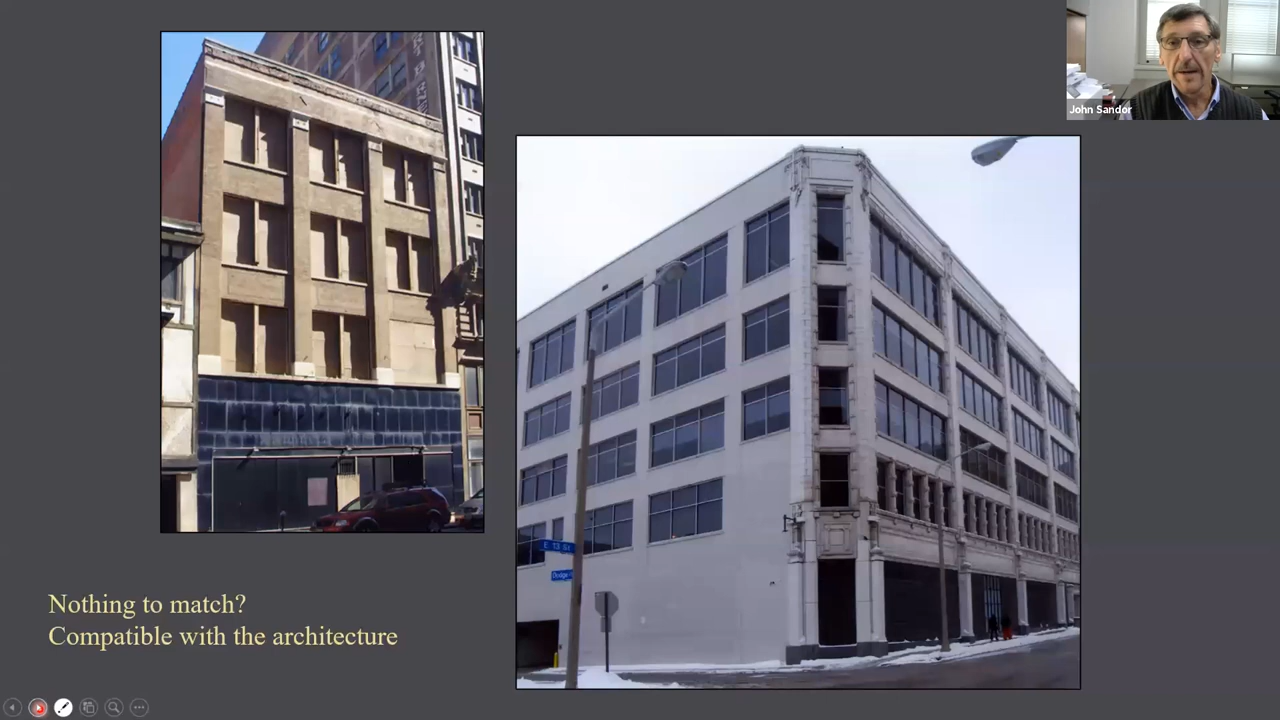 John Sandor
E 13 St
Dodge
Nothing to match?
Compatible with the architecture